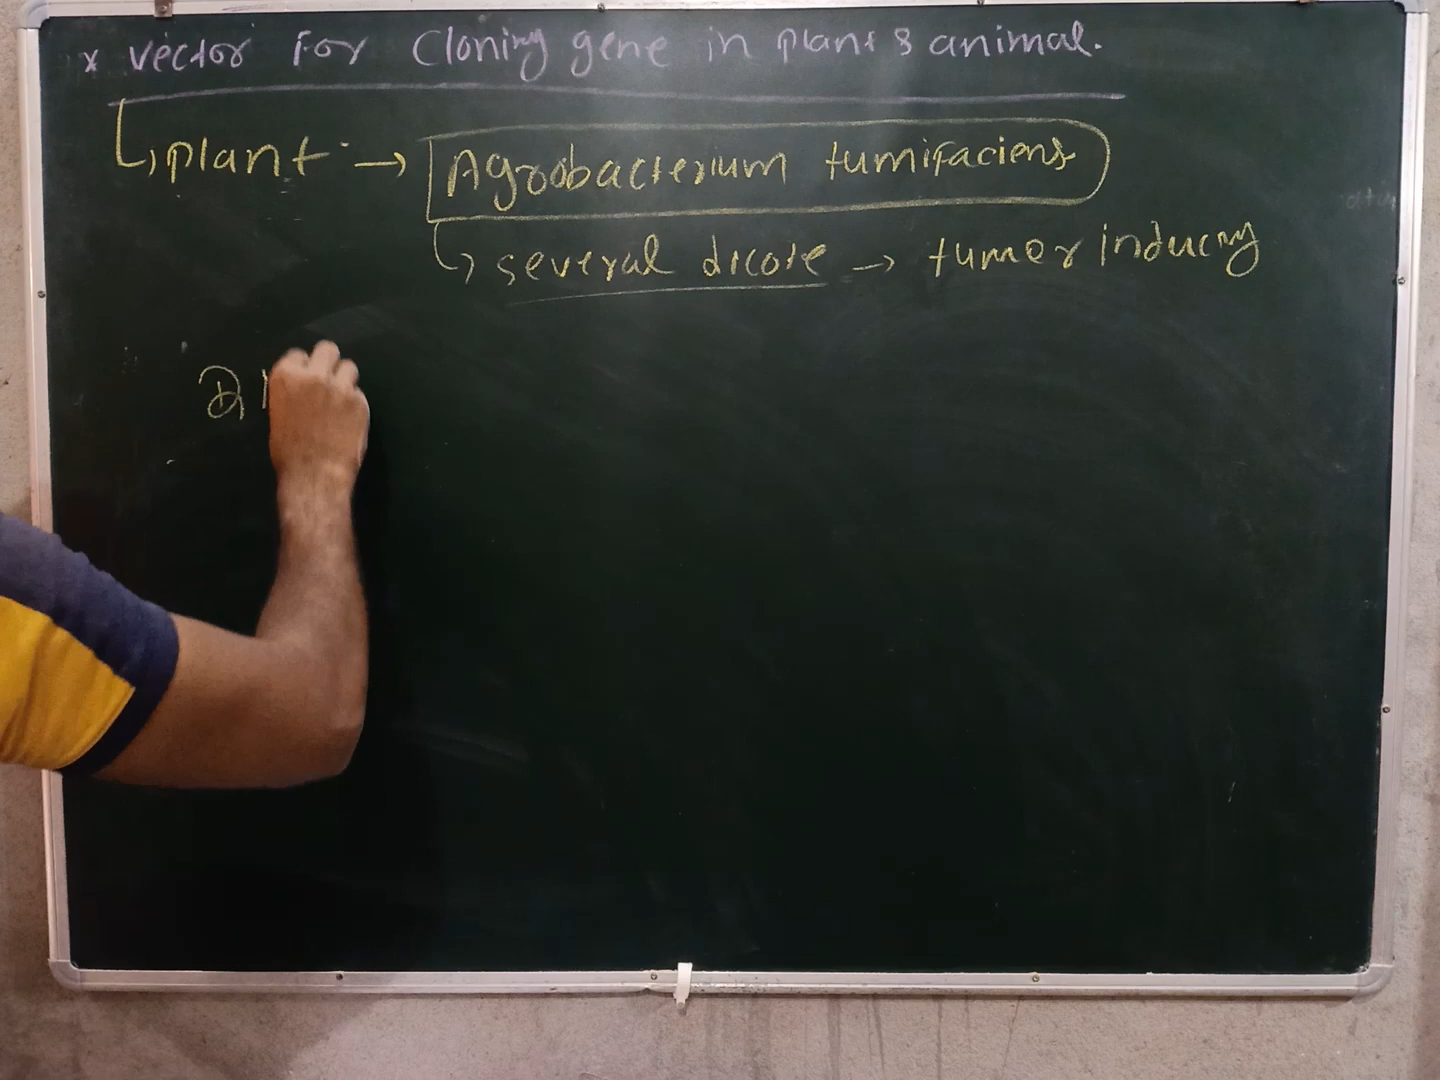 x vector For Cloning gene in plant & animal.
↳ plant → Agrobacterium tumifaciens
↳ several dicote → tumor inducing